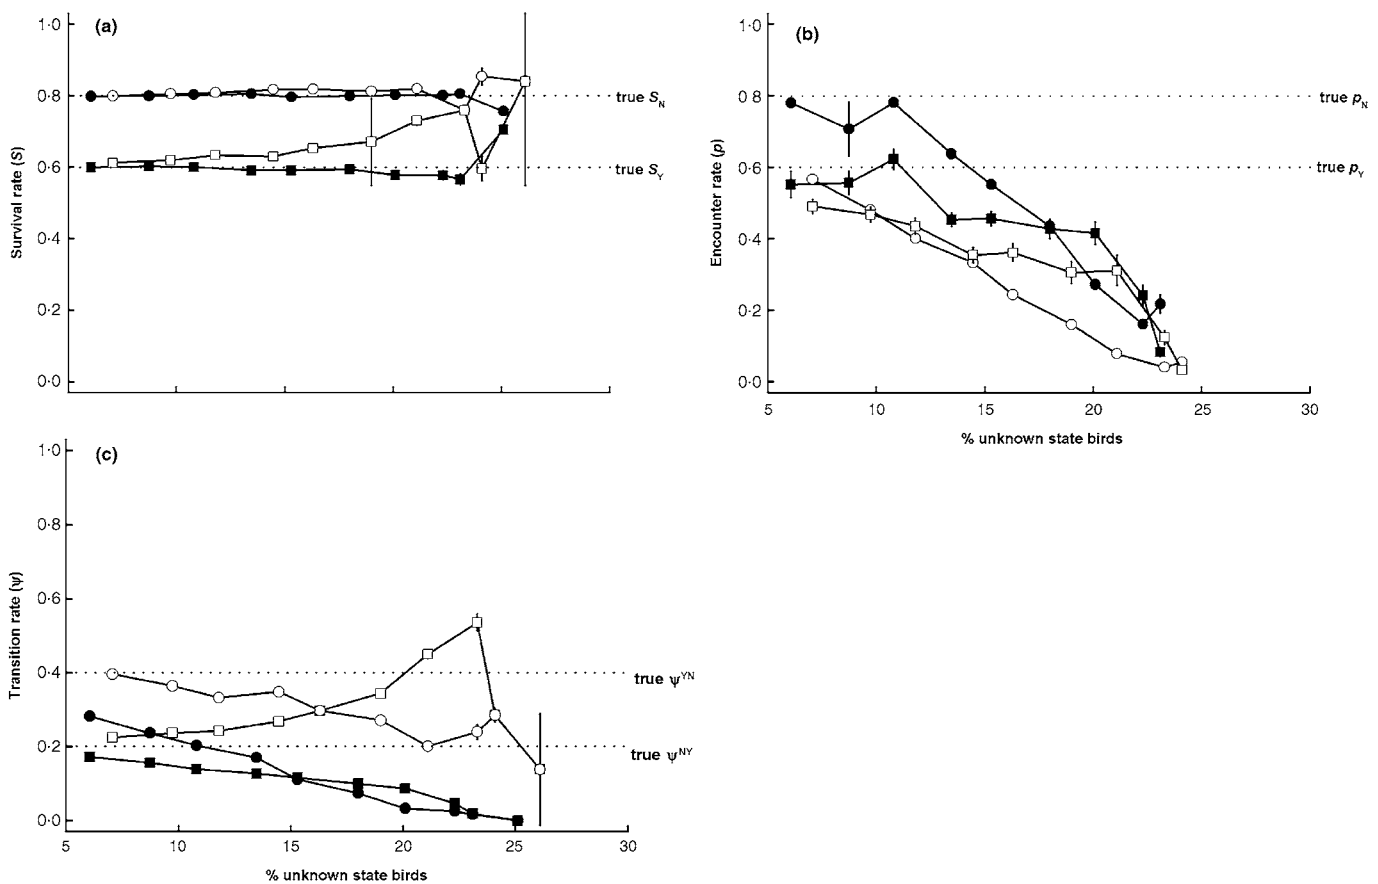 (a)
1·0
0·8
0·6
0·4
0·2
0·0
Survival rate (S)
true S_N
true S_Y
(b)
1·0
0·8
0·6
0·4
0·2
0·0
Encounter rate (p)
true p_N
true p_Y
5 10 15 20 25 30
% unknown state birds
(c)
1·0
0·8
0·6
0·4
0·2
0·0
Transition rate (ψ)
true ψ^YN
true ψ^NY
5 10 15 20 25 30
% unknown state birds